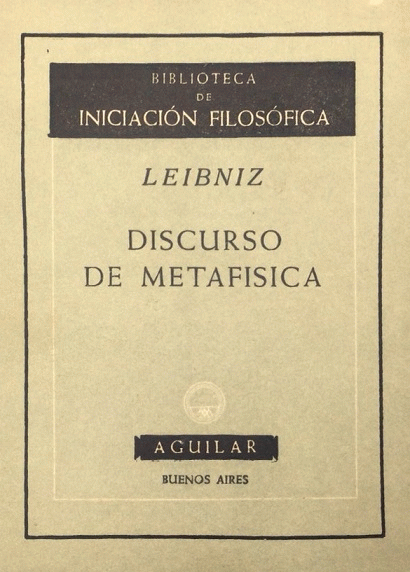 BIBLIOTECA
DE
INICIACIÓN FILOSÓFICA
LEIBNIZ
DISCURSO
DE METAFISICA
AGUILAR
BUENOS AIRES